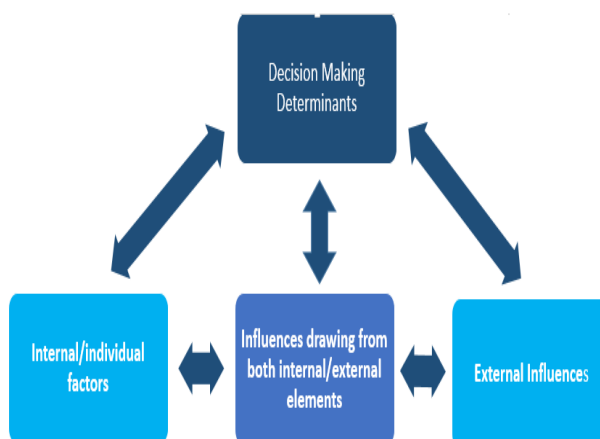 Decision Making
Determinants
Internal/individual
factors
Influences drawing from
both internal/external
elements
External Influences